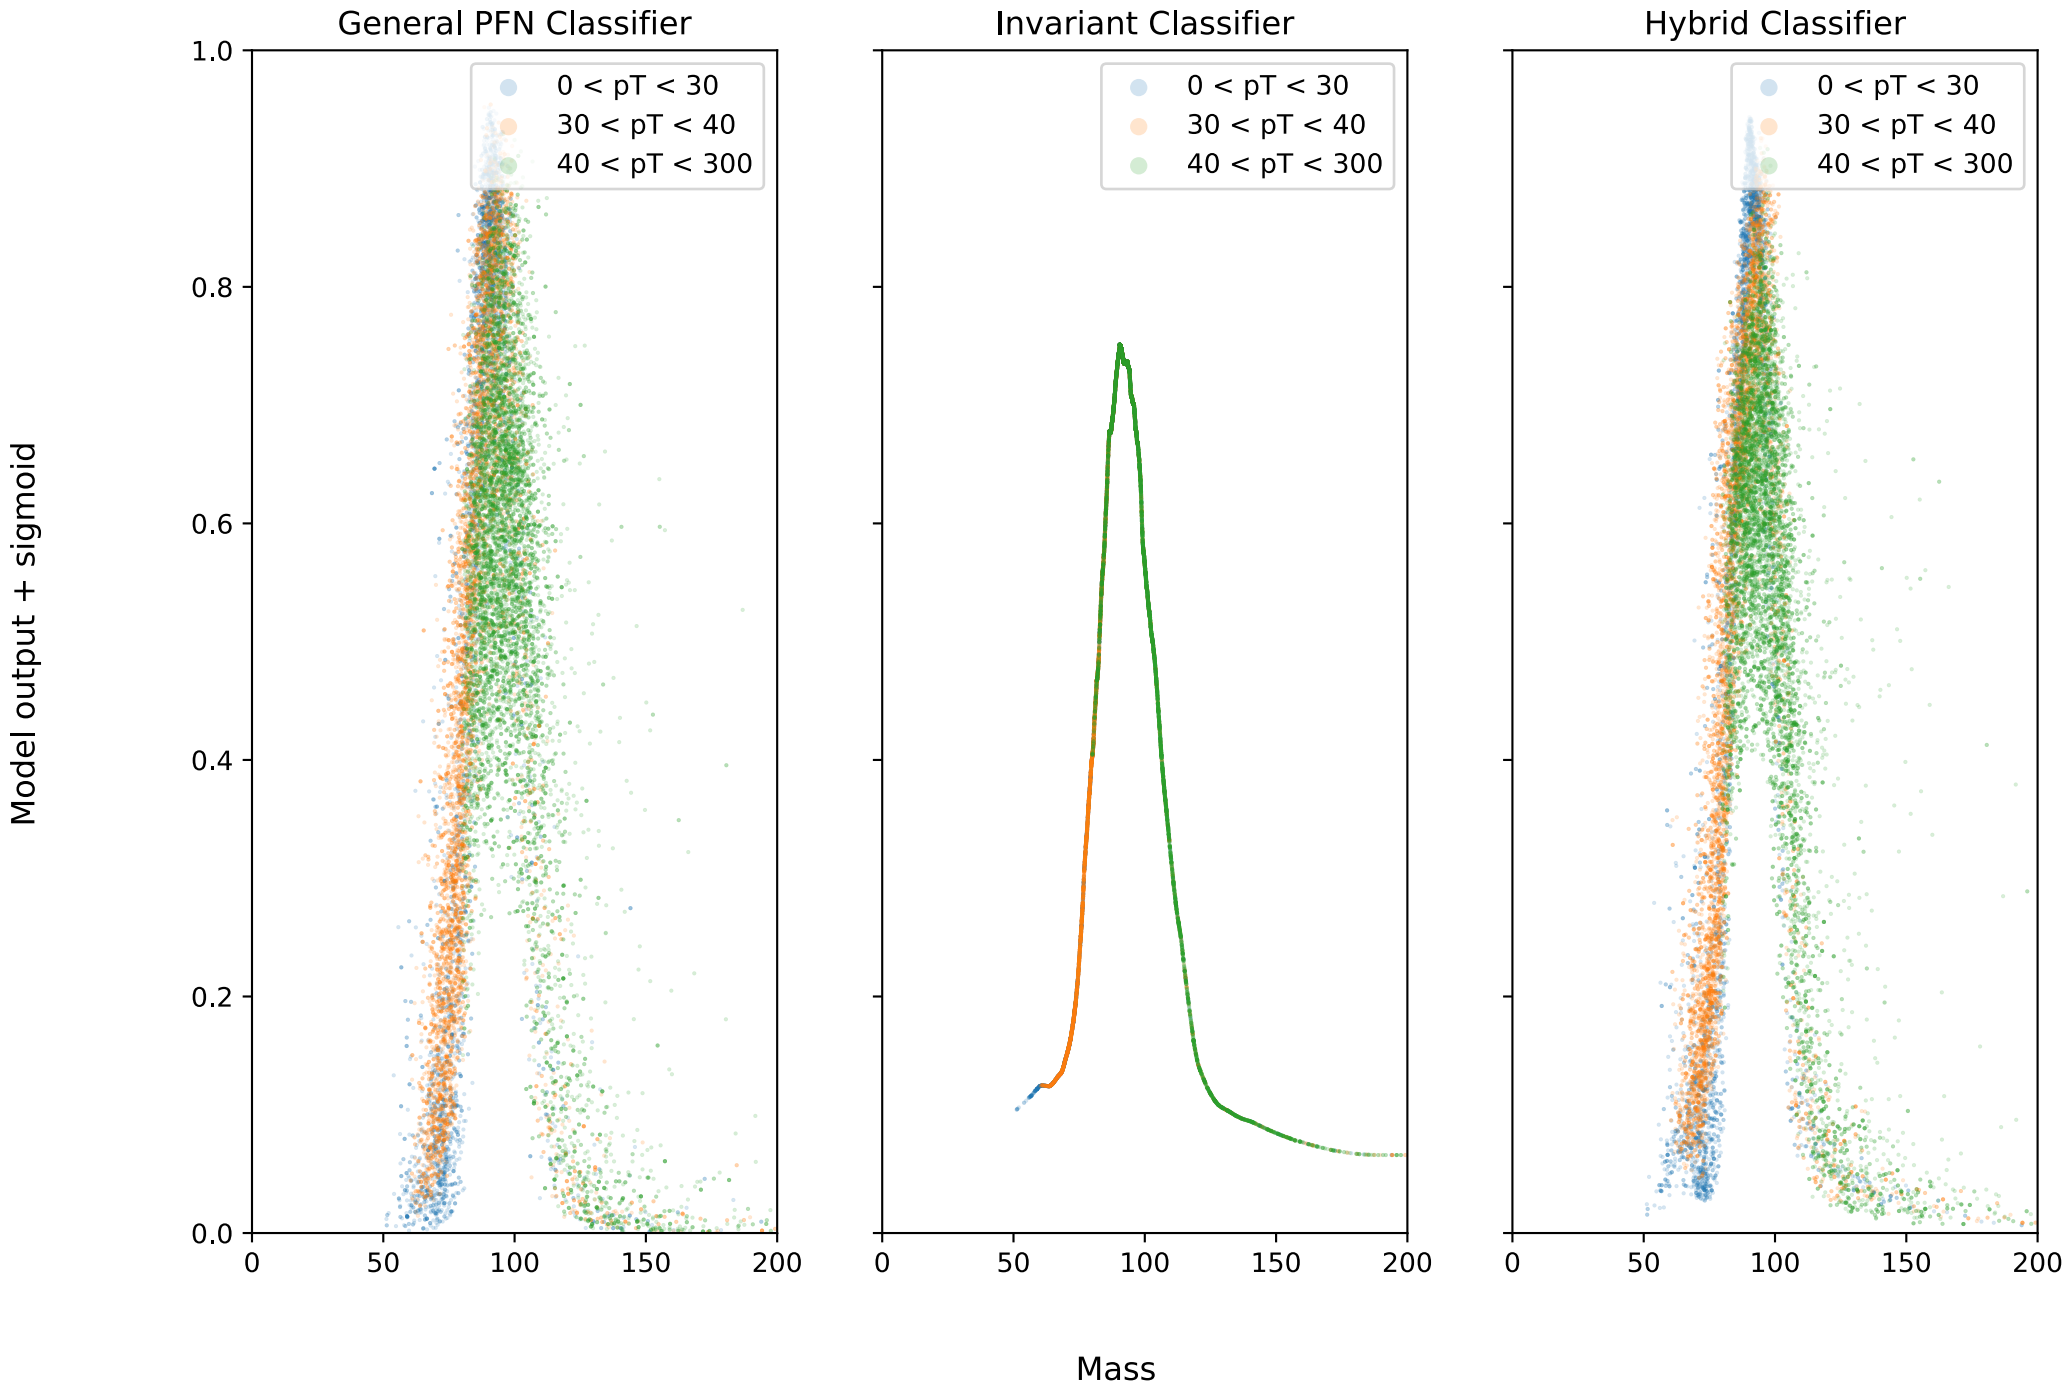 General PFN Classifier
Invariant Classifier
Hybrid Classifier
0 < pT < 30
30 < pT < 40
40 < pT < 300
0 < pT < 30
30 < pT < 40
40 < pT < 300
0 < pT < 30
30 < pT < 40
40 < pT < 300
Model output + sigmoid
1.0
0.8
0.6
0.4
0.2
0.0
0 50 100 150 200
0 50 100 150 200
0 50 100 150 200
Mass